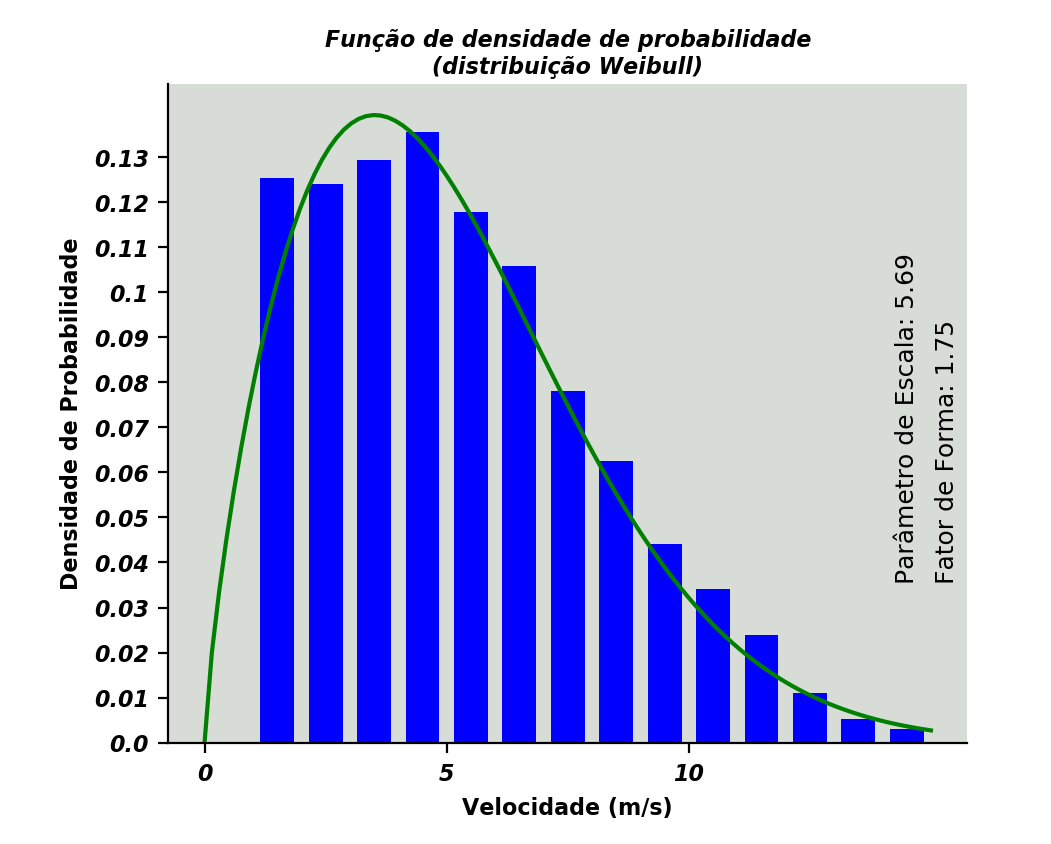 Função de densidade de probabilidade
(distribuição Weibull)
Densidade de Probabilidade
0.13
0.12
0.11
0.1
0.09
0.08
0.07
0.06
0.05
0.04
0.03
0.02
0.01
0.0
Parâmetro de Escala: 5.69
Fator de Forma: 1.75
0 5 10
Velocidade (m/s)